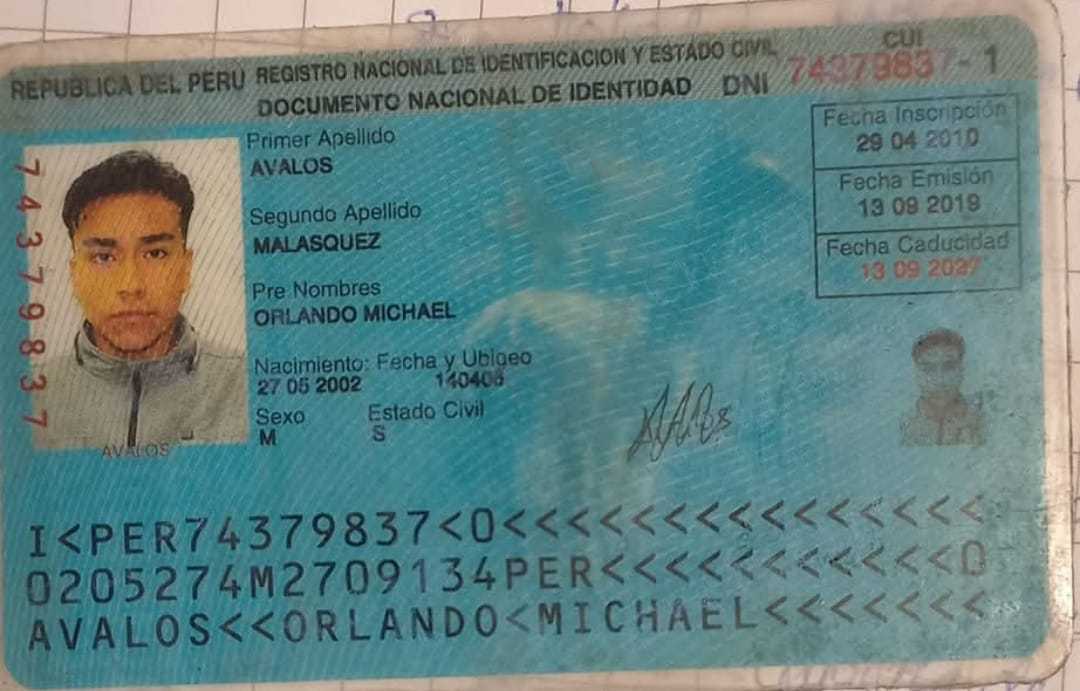 REPUBLICA DEL PERU REGISTRO NACIONAL DE IDENTIFICACION Y ESTADO CIVIL
DOCUMENTO NACIONAL DE IDENTIDAD DNI
CUI
74379837 - 1
Primer Apellido
AVALOS
Segundo Apellido
MALASQUEZ
Pre Nombres
ORLANDO MICHAEL
Nacimiento: Fecha y Ubigeo
27 05 2002 140408
Sexo Estado Civil
M S
Fecha Inscripción
29 04 2010
Fecha Emisión
13 09 2019
Fecha Caducidad
13 09 2027
74379837
AVALOS
I<PER74379837<0<<<<<<<<<<<<<<<
0205274M2709134PER<<<<<<<<<<<0
AVALOS<<ORLANDO<MICHAEL<<<<<<<